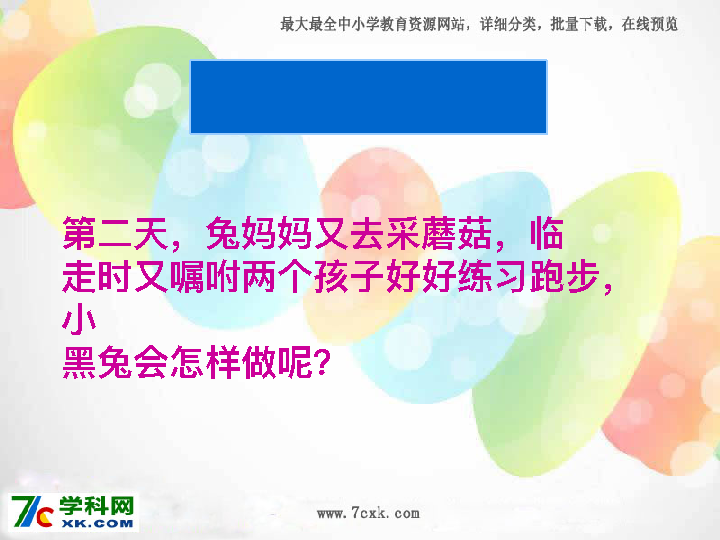 最大最全中小学教育资源网站，详细分类，批量下载，在线预览
第二天，兔妈妈又去采蘑菇，临
走时又嘱咐两个孩子好好练习跑步，
小
黑兔会怎样做呢？
7c 学科网
XK.COM
www.7cxk.com